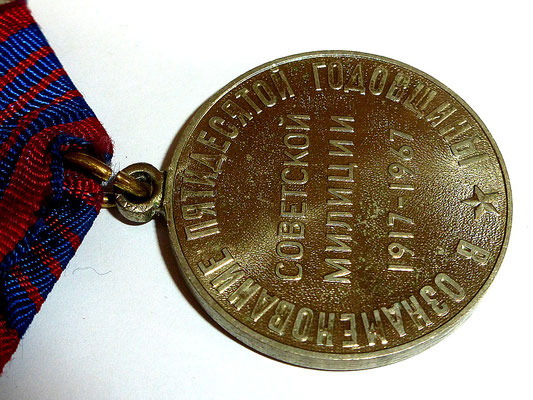 В ОЗНАМЕНОВАНИЕ ПЯТИДЕСЯТОЙ ГОДОВЩИНЫ
СОВЕТСКОЙ
МИЛИЦИИ
1917-1967